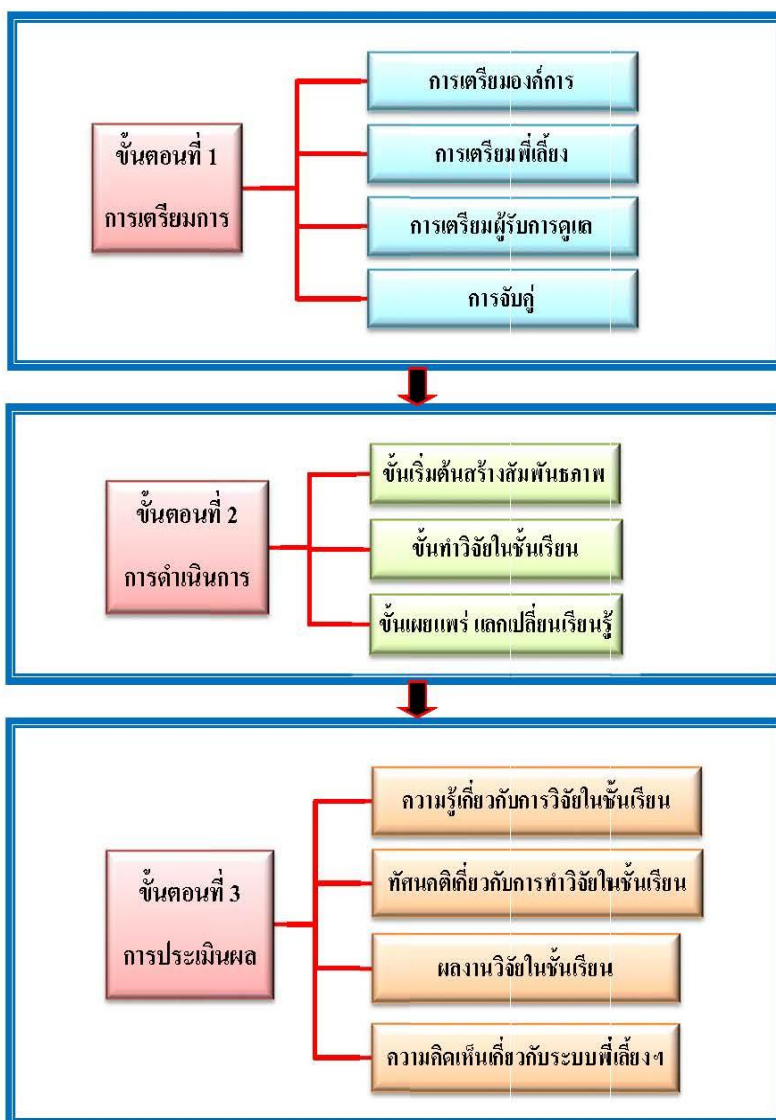 ขั้นตอนที่ 1
การเตรียมการ
การเตรียมองค์การ
การเตรียมพี่เลี้ยง
การเตรียมผู้รับการดูแล
การจับคู่
ขั้นตอนที่ 2
การดำเนินการ
ขั้นเริ่มต้นสร้างสัมพันธภาพ
ขั้นทำวิจัยในชั้นเรียน
ขั้นเผยแพร่ แลกเปลี่ยนเรียนรู้
ขั้นตอนที่ 3
การประเมินผล
ความรู้เกี่ยวกับการวิจัยในชั้นเรียน
ทัศนคติเกี่ยวกับการทำวิจัยในชั้นเรียน
ผลงานวิจัยในชั้นเรียน
ความคิดเห็นเกี่ยวกับระบบพี่เลี้ยงฯ